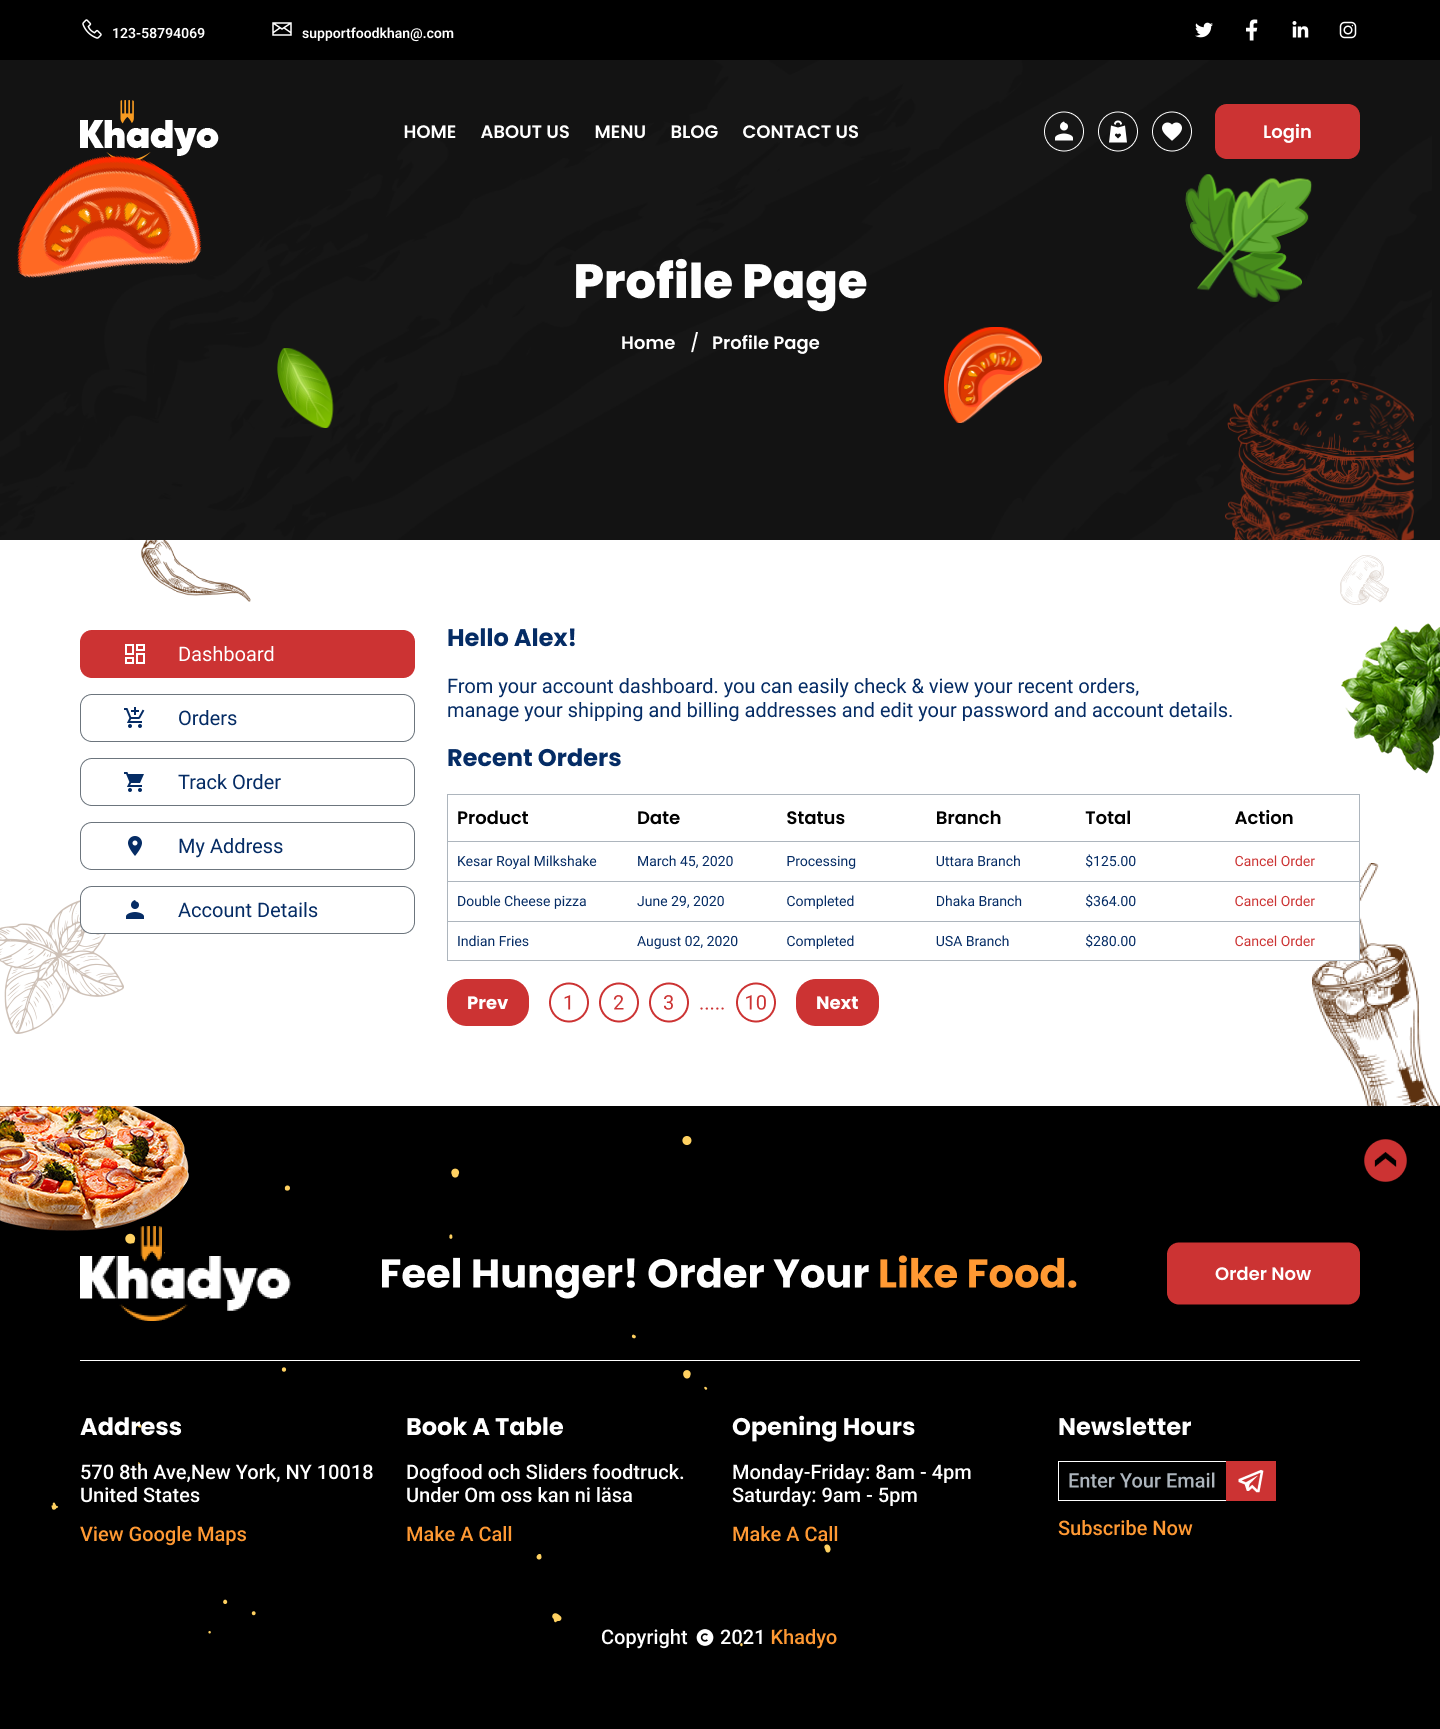 123-58794069 supportfoodkhan@.com
Khadyo HOME ABOUT US MENU BLOG CONTACT US Login
Profile Page
Home / Profile Page
Dashboard
Orders
Track Order
My Address
Account Details
Hello Alex!
From your account dashboard. you can easily check & view your recent orders,
manage your shipping and billing addresses and edit your password and account details.
Recent Orders
Product Date Status Branch Total Action
Kesar Royal Milkshake March 45, 2020 Processing Uttara Branch $125.00 Cancel Order
Double Cheese pizza June 29, 2020 Completed Dhaka Branch $364.00 Cancel Order
Indian Fries August 02, 2020 Completed USA Branch $280.00 Cancel Order
Prev 1 2 3 ..... 10 Next
Khadyo Feel Hunger! Order Your Like Food. Order Now
Address
570 8th Ave,New York, NY 10018
United States
View Google Maps
Book A Table
Dogfood och Sliders foodtruck.
Under Om oss kan ni läsa
Make A Call
Opening Hours
Monday-Friday: 8am - 4pm
Saturday: 9am - 5pm
Make A Call
Newsletter
Enter Your Email
Subscribe Now
Copyright © 2021 Khadyo